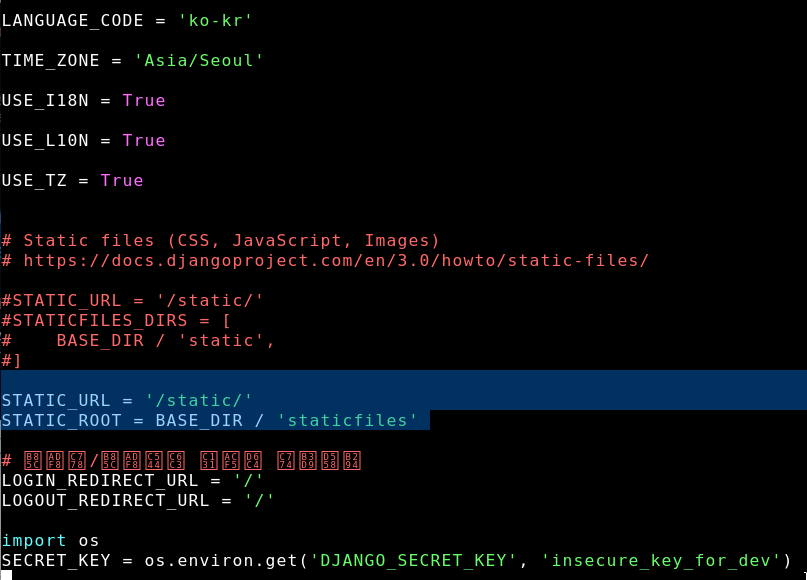 LANGUAGE_CODE = 'ko-kr'
TIME_ZONE = 'Asia/Seoul'
USE_I18N = True
USE_L10N = True
USE_TZ = True
# Static files (CSS, JavaScript, Images)
# https://docs.djangoproject.com/en/3.0/howto/static-files/
#STATIC_URL = '/static/'
#STATICFILES_DIRS = [
#    BASE_DIR / 'static',
#]
STATIC_URL = '/static/'
STATIC_ROOT = BASE_DIR / 'staticfiles'
# /
LOGIN_REDIRECT_URL = '/'
LOGOUT_REDIRECT_URL = '/'
import os
SECRET_KEY = os.environ.get('DJANGO_SECRET_KEY', 'insecure_key_for_dev')